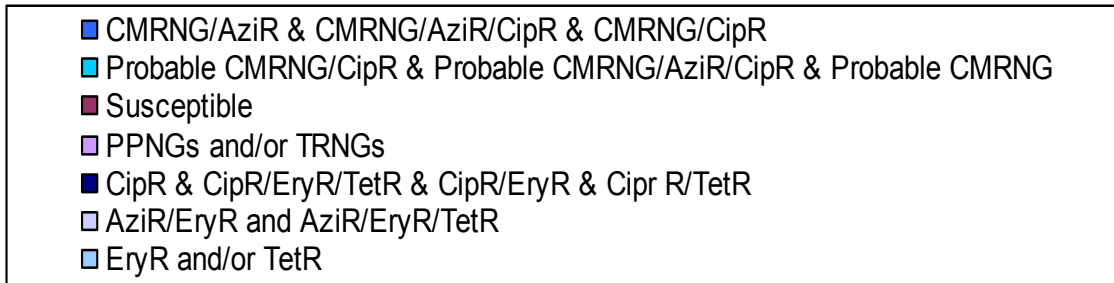 CMRNG/AziR & CMRNG/AziR/CipR & CMRNG/CipR
Probable CMRNG/CipR & Probable CMRNG/AziR/CipR & Probable CMRNG
Susceptible
PPNGs and/or TRNGs
CipR & CipR/EryR/TetR & CipR/EryR & Cipr R/TetR
AziR/EryR and AziR/EryR/TetR
EryR and/or TetR